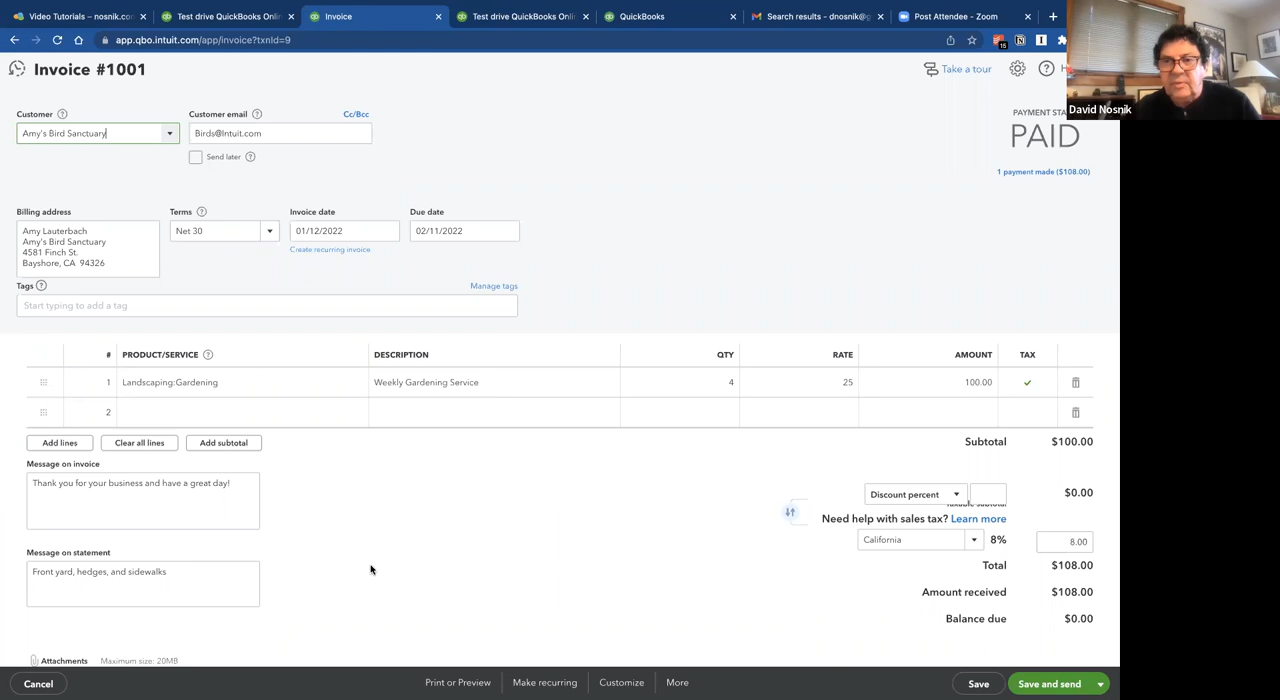 Video Tutorials – nosnik.co
Test drive QuickBooks Onli
Invoice
Test drive QuickBooks Onli
QuickBooks
Search results - dnosnik@g
Post Attendee - Zoom
app.qbo.intuit.com/app/invoice?txnId=9
15
Invoice #1001
Take a tour
H
David Nosnik
Customer
Customer email
Cc/Bcc
PAYMENT STA
Amy's Bird Sanctuary
Birds@Intuit.com
PAID
Send later
1 payment made ($108.00)
Billing address
Terms
Invoice date
Due date
Amy Lauterbach
Amy's Bird Sanctuary
4581 Finch St.
Bayshore, CA 94326
Net 30
01/12/2022
02/11/2022
Create recurring invoice
Tags
Manage tags
Start typing to add a tag
# PRODUCT/SERVICE DESCRIPTION QTY RATE AMOUNT TAX
1 Landscaping:Gardening Weekly Gardening Service 4 25 100.00
2
Add lines
Clear all lines
Add subtotal
Subtotal $100.00
Message on invoice
Thank you for your business and have a great day!
Discount percent $0.00
Taxable subtotal
Need help with sales tax? Learn more
California 8% 8.00
Message on statement
Front yard, hedges, and sidewalks
Total $108.00
Amount received $108.00
Balance due $0.00
Attachments Maximum size: 20MB
Cancel
Print or Preview
Make recurring
Customize
More
Save
Save and send